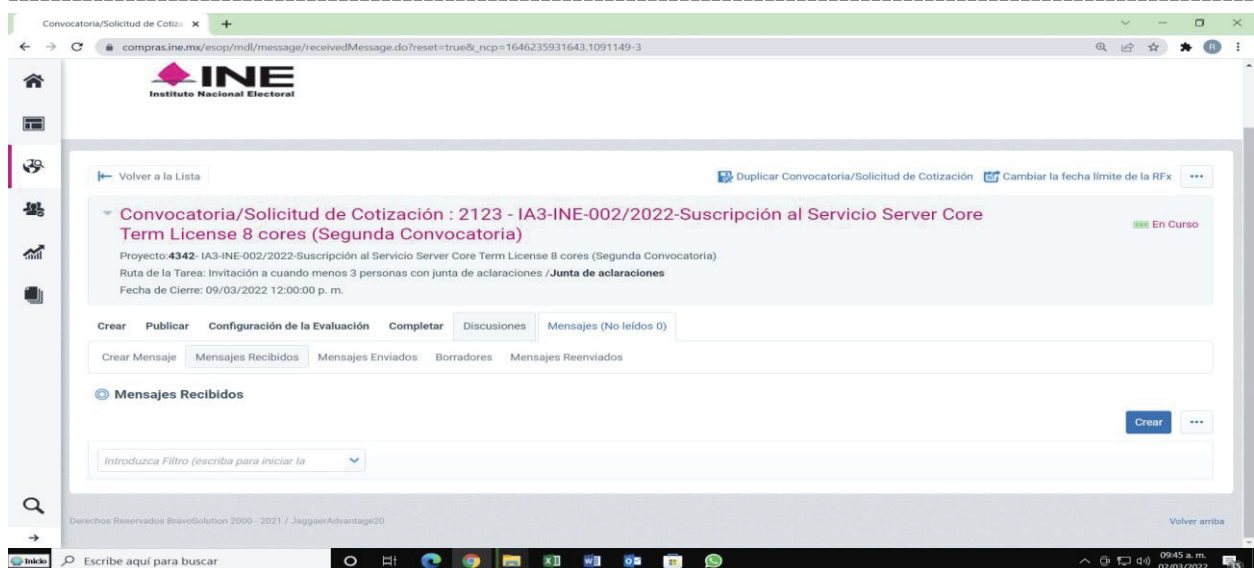 Convocatoria/Solicitud de Cotiz
compras.ine.mx/esop/mdl/message/receivedMessage.do?reset=true&_ncp=1646235931643.1091149-3
R
INE
Instituto Nacional Electoral
Volver a la Lista
Duplicar Convocatoria/Solicitud de Cotización
Cambiar la fecha límite de la RFx
Convocatoria/Solicitud de Cotización : 2123 - IA3-INE-002/2022-Suscripción al Servicio Server Core
Term License 8 cores (Segunda Convocatoria)
En Curso
Proyecto:4342- IA3-INE-002/2022-Suscripción al Servicio Server Core Term License 8 cores (Segunda Convocatoria)
Ruta de la Tarea: Invitación a cuando menos 3 personas con junta de aclaraciones /Junta de aclaraciones
Fecha de Cierre: 09/03/2022 12:00:00 p. m.
Crear Publicar Configuración de la Evaluación Completar Discusiones Mensajes (No leídos 0)
Crear Mensaje Mensajes Recibidos Mensajes Enviados Borradores Mensajes Reenviados
Mensajes Recibidos
Crear
Introduzca Filtro (escriba para iniciar la
Derechos Reservados BravoSolution 2000 - 2021 / JaggaerAdvantage20
Volver arriba
Inicio
Escribe aquí para buscar
09:45 a. m.
02/03/2022
35